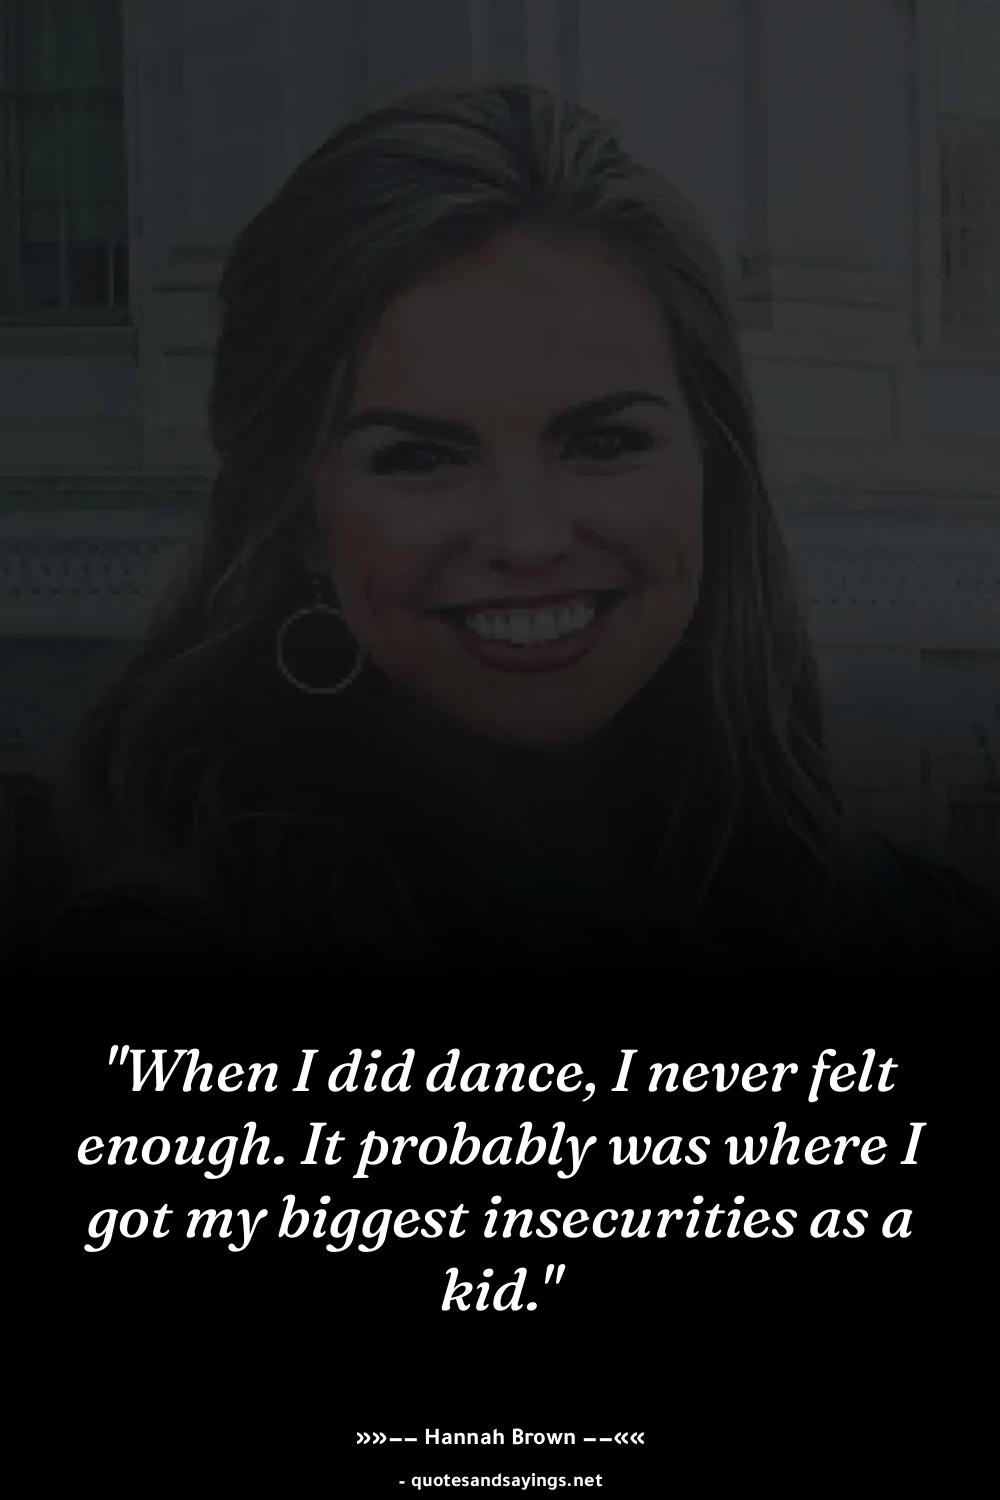 "When I did dance, I never felt
enough. It probably was where I
got my biggest insecurities as a
kid."
»»–– Hannah Brown ––««
- quotesandsayings.net